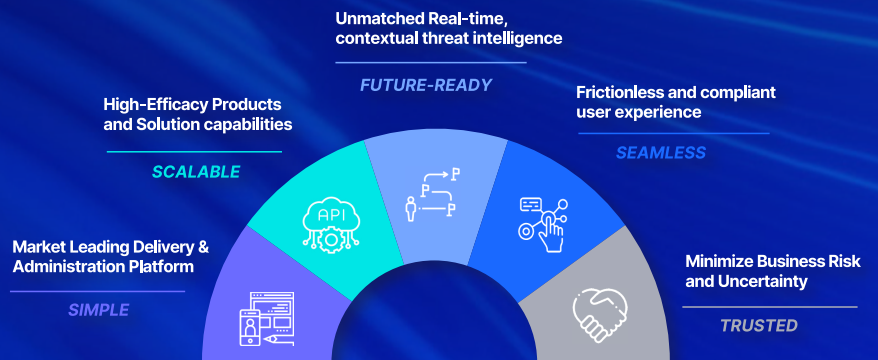 Unmatched Real-time,
contextual threat intelligence
FUTURE-READY
High-Efficacy Products
and Solution capabilities
SCALABLE
Frictionless and compliant
user experience
SEAMLESS
Market Leading Delivery &
Administration Platform
SIMPLE
Minimize Business Risk
and Uncertainty
TRUSTED
API